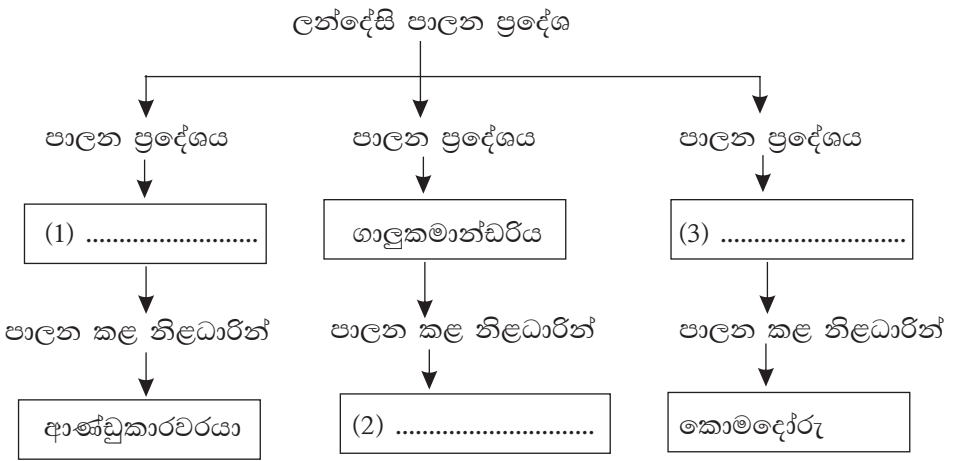 ලන්දේසි පාලන ප්‍රදේශ
පාලන ප්‍රදේශය පාලන ප්‍රදේශය පාලන ප්‍රදේශය
(1) .......................... ගාලුකමාන්ඩරිය (3) ............................
පාලන කළ නිළධාරින් පාලන කළ නිළධාරින් පාලන කළ නිළධාරින්
ආණ්ඩුකාරවරයා (2) .............................. කොමදෝරු